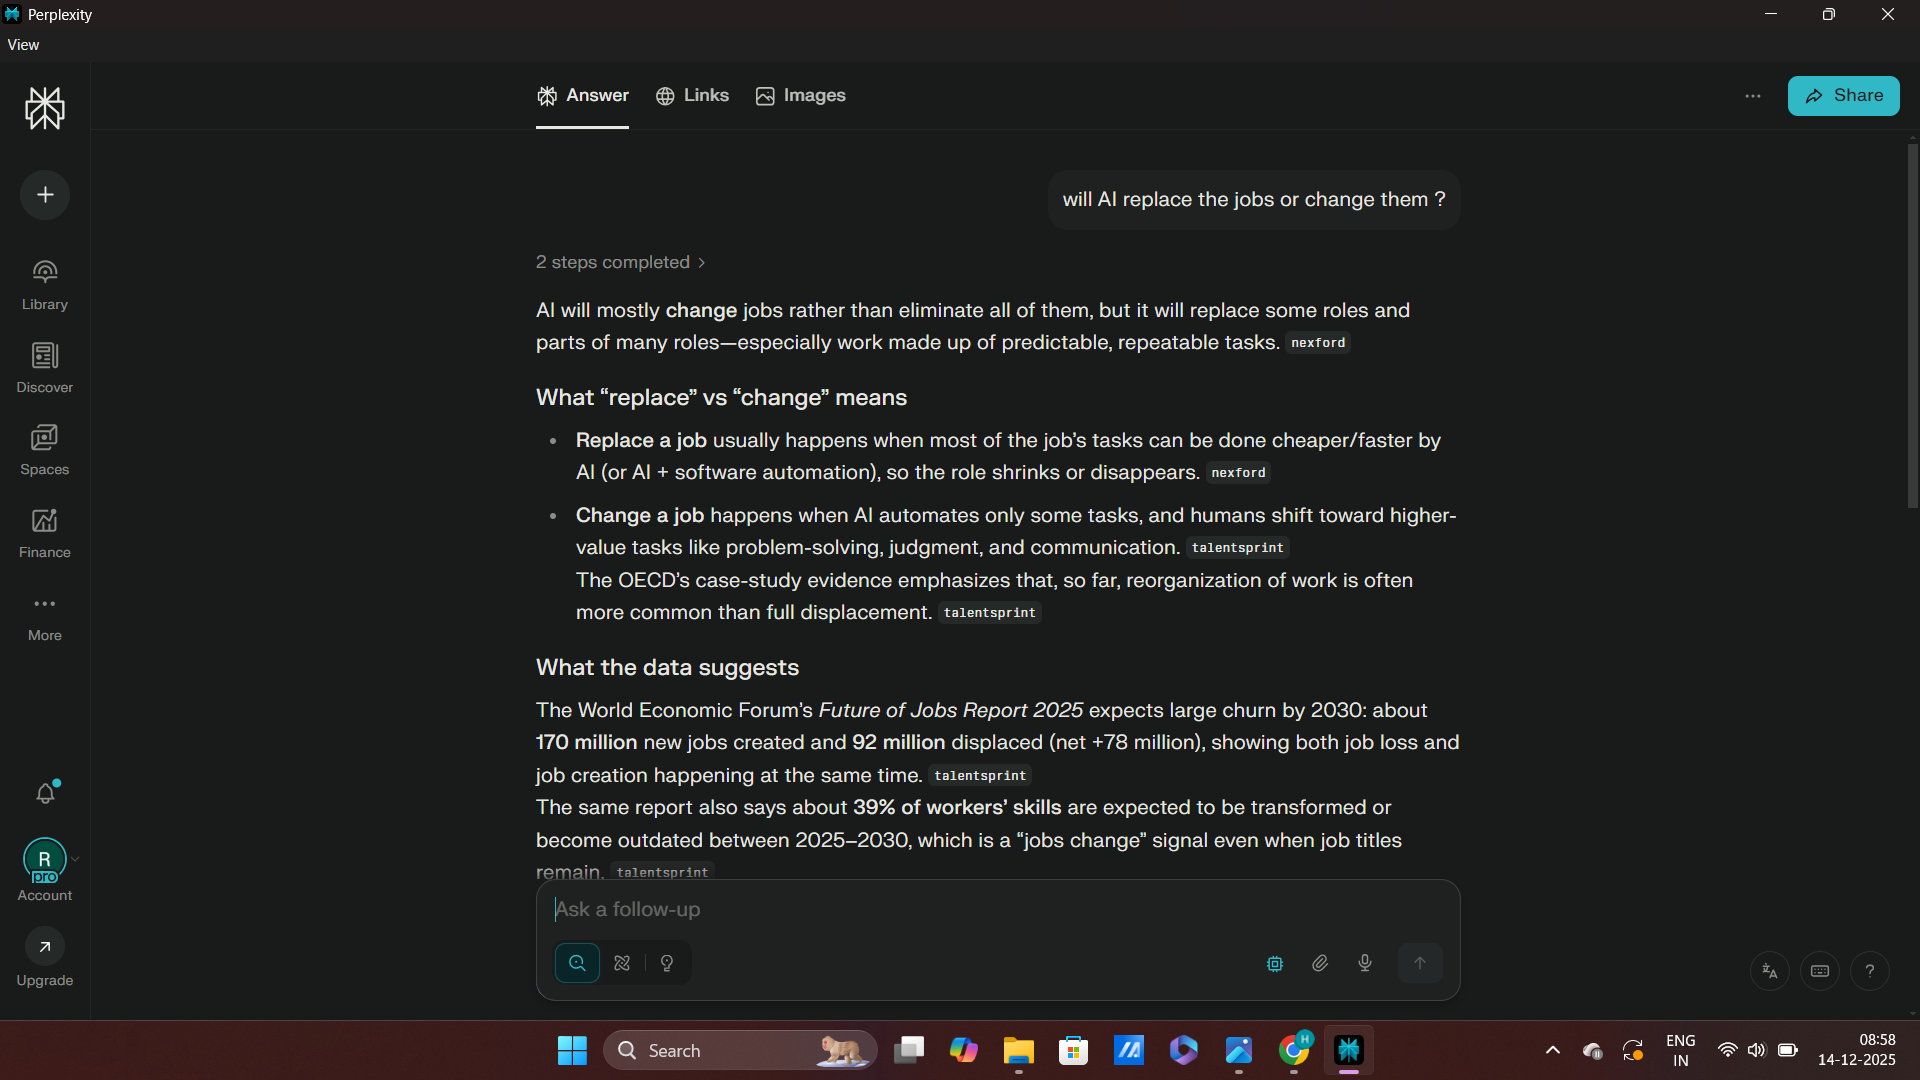 Perplexity
View
Answer
Links
Images
Share
will AI replace the jobs or change them ?
2 steps completed
AI will mostly change jobs rather than eliminate all of them, but it will replace some roles and
parts of many roles—especially work made up of predictable, repeatable tasks. nexford
What “replace” vs “change” means
• Replace a job usually happens when most of the job’s tasks can be done cheaper/faster by
AI (or AI + software automation), so the role shrinks or disappears. nexford
• Change a job happens when AI automates only some tasks, and humans shift toward higher-
value tasks like problem-solving, judgment, and communication. talentsprint
The OECD’s case-study evidence emphasizes that, so far, reorganization of work is often
more common than full displacement. talentsprint
What the data suggests
The World Economic Forum’s Future of Jobs Report 2025 expects large churn by 2030: about
170 million new jobs created and 92 million displaced (net +78 million), showing both job loss and
job creation happening at the same time. talentsprint
The same report also says about 39% of workers’ skills are expected to be transformed or
become outdated between 2025–2030, which is a “jobs change” signal even when job titles
remain. talentsprint
Ask a follow-up
Library
Discover
Spaces
Finance
More
R
pro
Account
Upgrade
Search
H
ENG
IN
08:58
14-12-2025